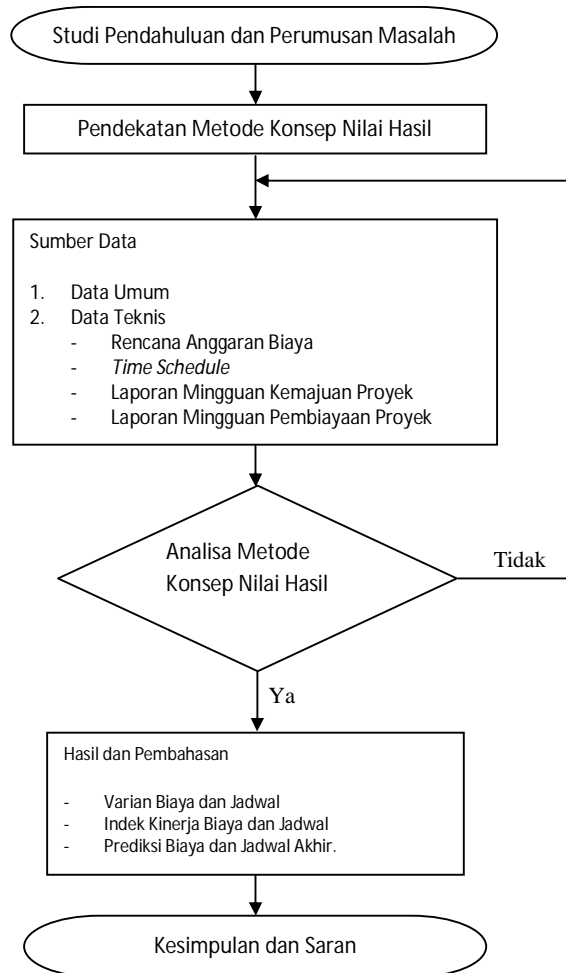 Studi Pendahuluan dan Perumusan Masalah
Pendekatan Metode Konsep Nilai Hasil
Sumber Data
1. Data Umum
2. Data Teknis
- Rencana Anggaran Biaya
- Time Schedule
- Laporan Mingguan Kemajuan Proyek
- Laporan Mingguan Pembiayaan Proyek
Analisa Metode
Konsep Nilai Hasil
Tidak
Ya
Hasil dan Pembahasan
- Varian Biaya dan Jadwal
- Indek Kinerja Biaya dan Jadwal
- Prediksi Biaya dan Jadwal Akhir.
Kesimpulan dan Saran